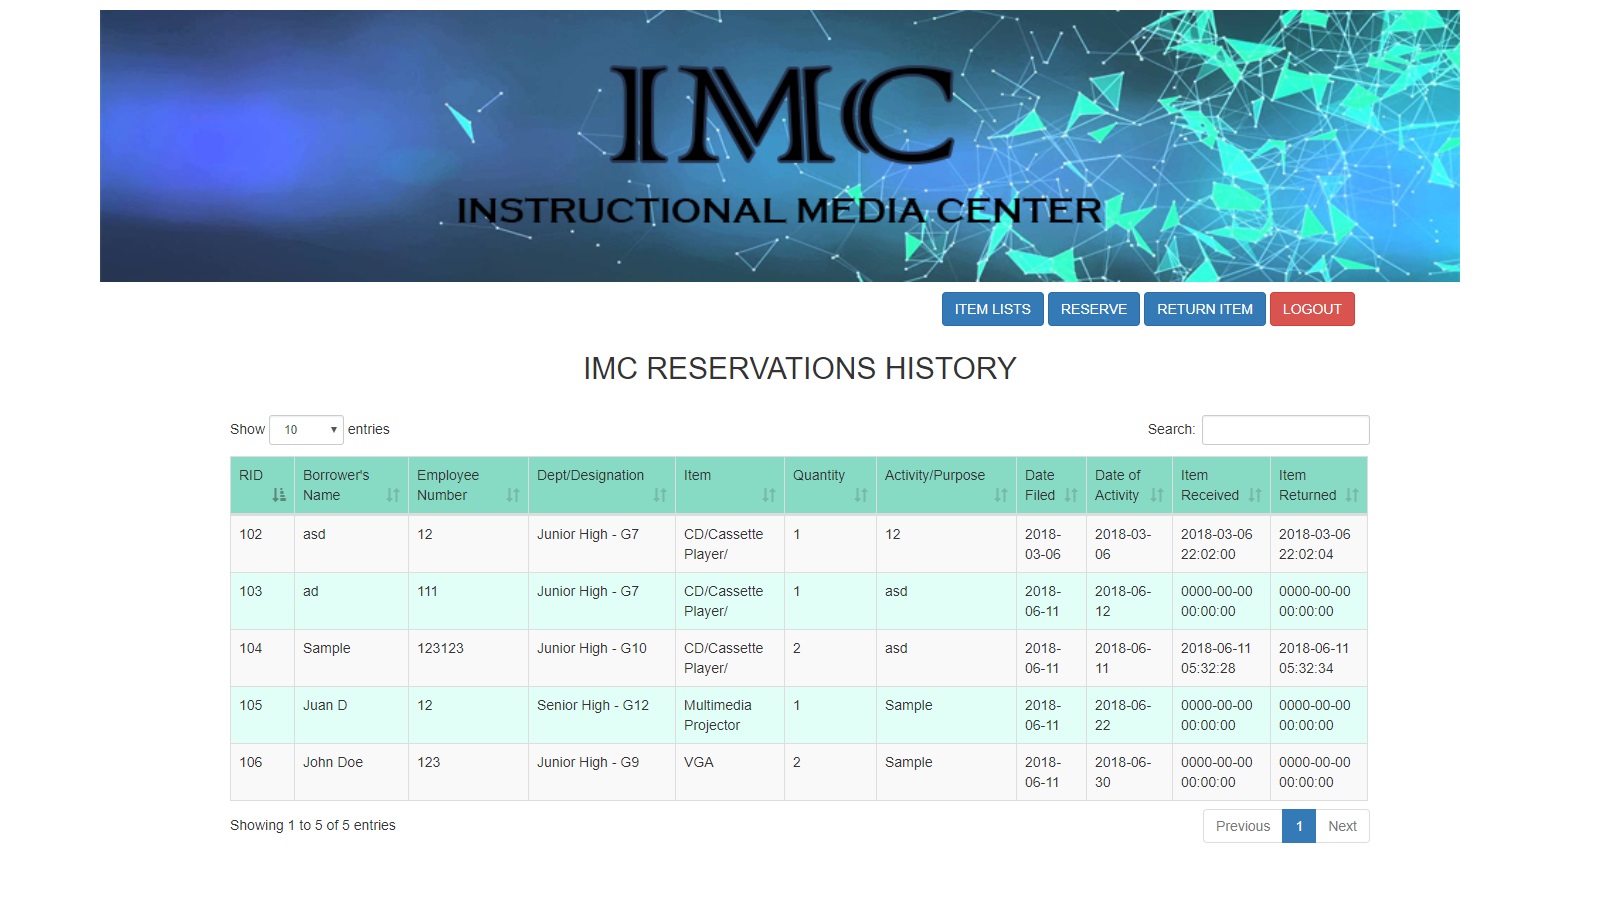 IMC
INSTRUCTIONAL MEDIA CENTER
ITEM LISTS RESERVE RETURN ITEM LOGOUT
IMC RESERVATIONS HISTORY
Show 10 entries Search:
RID Borrower's Employee Dept/Designation Item Quantity Activity/Purpose Date Date of Item Item
Name Number Filed Activity Received Returned
102 asd 12 Junior High - G7 CD/Cassette 1 12 2018- 2018-03- 2018-03-06 2018-03-06
Player/ 03-06 06 22:02:00 22:02:04
103 ad 111 Junior High - G7 CD/Cassette 1 asd 2018- 2018-06- 0000-00-00 0000-00-00
Player/ 06-11 12 00:00:00 00:00:00
104 Sample 123123 Junior High - G10 CD/Cassette 2 asd 2018- 2018-06- 2018-06-11 2018-06-11
Player/ 06-11 11 05:32:28 05:32:34
105 Juan D 12 Senior High - G12 Multimedia 1 Sample 2018- 2018-06- 0000-00-00 0000-00-00
Projector 06-11 22 00:00:00 00:00:00
106 John Doe 123 Junior High - G9 VGA 2 Sample 2018- 2018-06- 0000-00-00 0000-00-00
06-11 30 00:00:00 00:00:00
Showing 1 to 5 of 5 entries Previous 1 Next